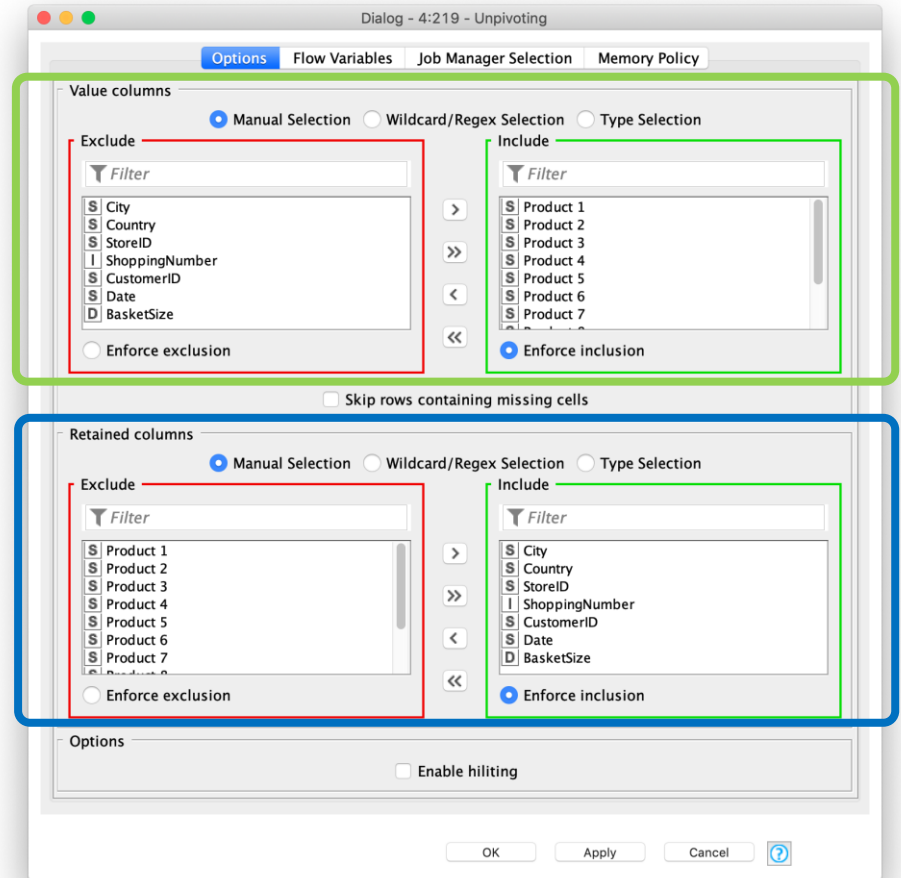 Dialog - 4:219 - Unpivoting
Options Flow Variables Job Manager Selection Memory Policy
Value columns
Manual Selection Wildcard/Regex Selection Type Selection
Exclude Include
Filter Filter
S City S Product 1
S Country S Product 2
S StoreID S Product 3
I ShoppingNumber S Product 4
S CustomerID S Product 5
S Date S Product 6
D BasketSize S Product 7
Enforce exclusion Enforce inclusion
Skip rows containing missing cells
Retained columns
Manual Selection Wildcard/Regex Selection Type Selection
Exclude Include
Filter Filter
S Product 1 S City
S Product 2 S Country
S Product 3 S StoreID
S Product 4 I ShoppingNumber
S Product 5 S CustomerID
S Product 6 S Date
S Product 7 D BasketSize
Enforce exclusion Enforce inclusion
Options
Enable hiliting
OK Apply Cancel ?